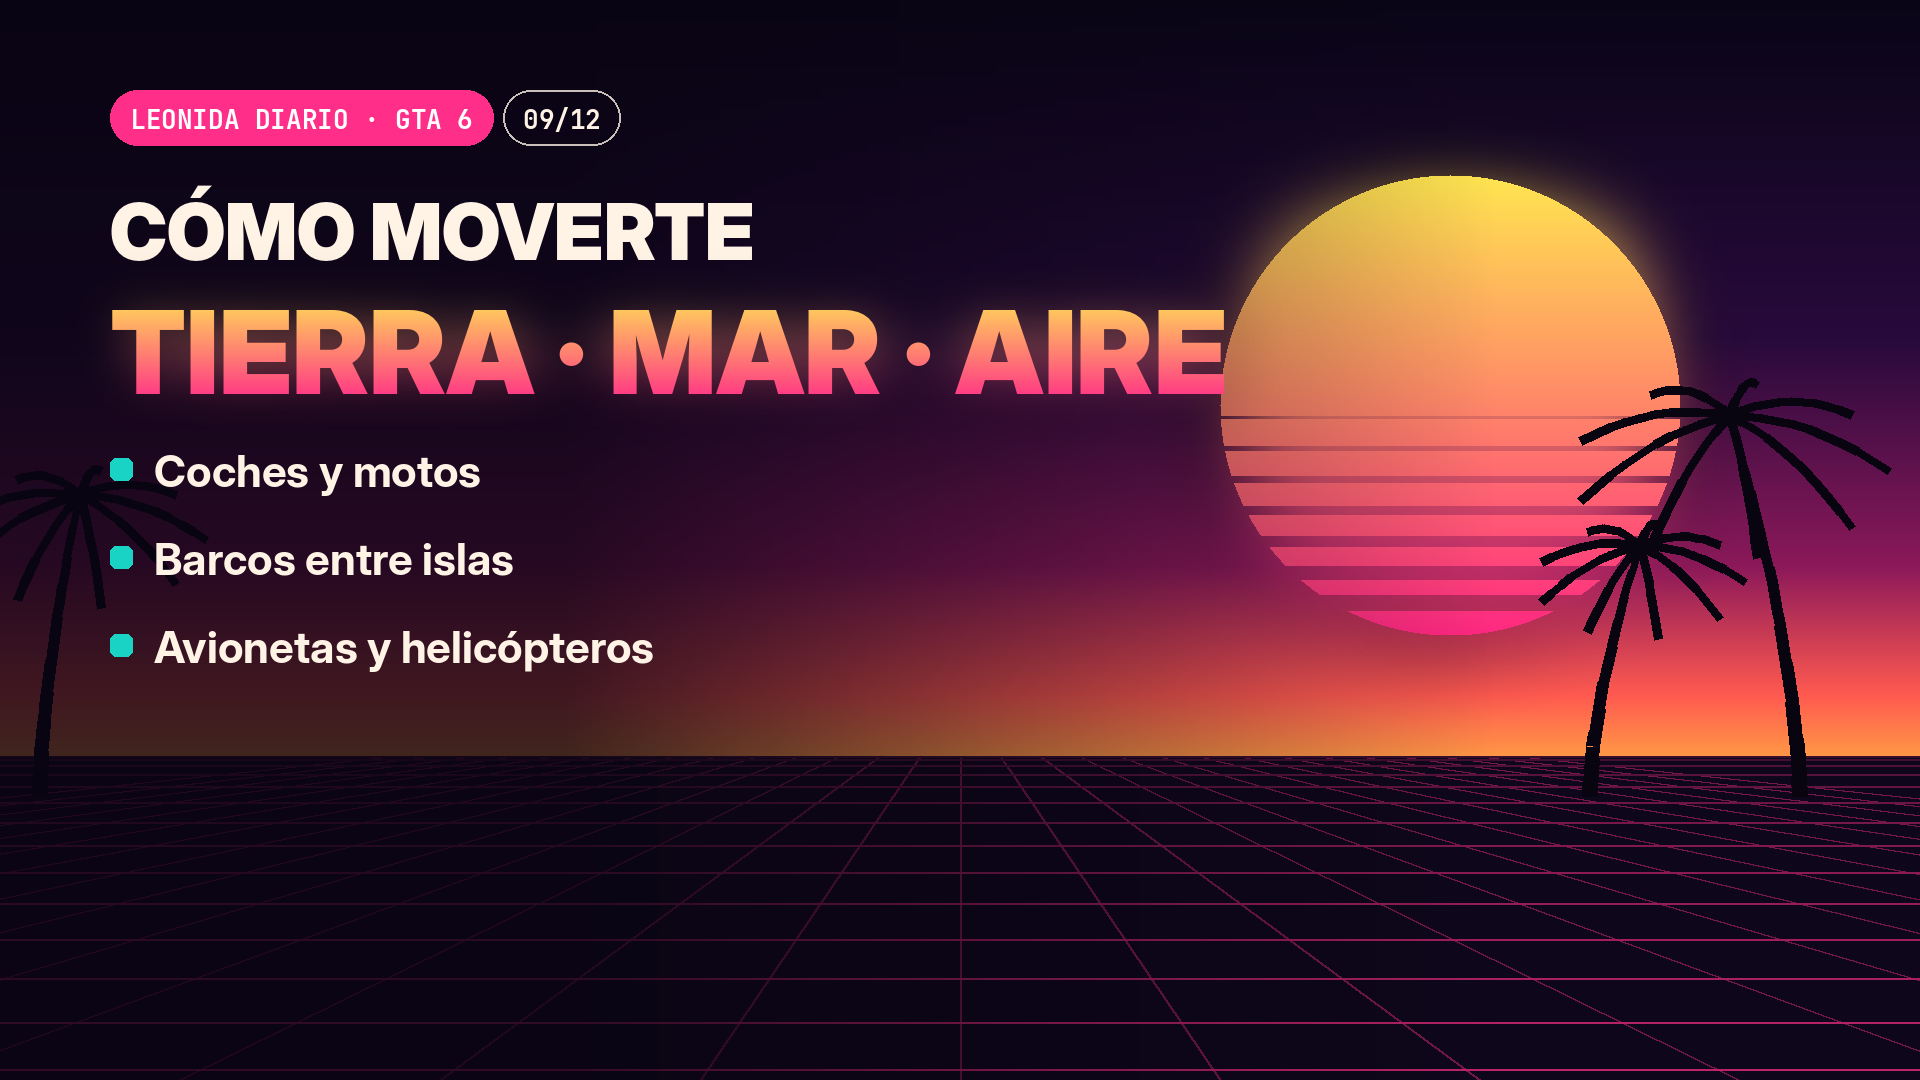 LEONIDA DIARIO · GTA 6 09/12
CÓMO MOVERTE
TIERRA · MAR · AIRE
Coches y motos
Barcos entre islas
Avionetas y helicópteros